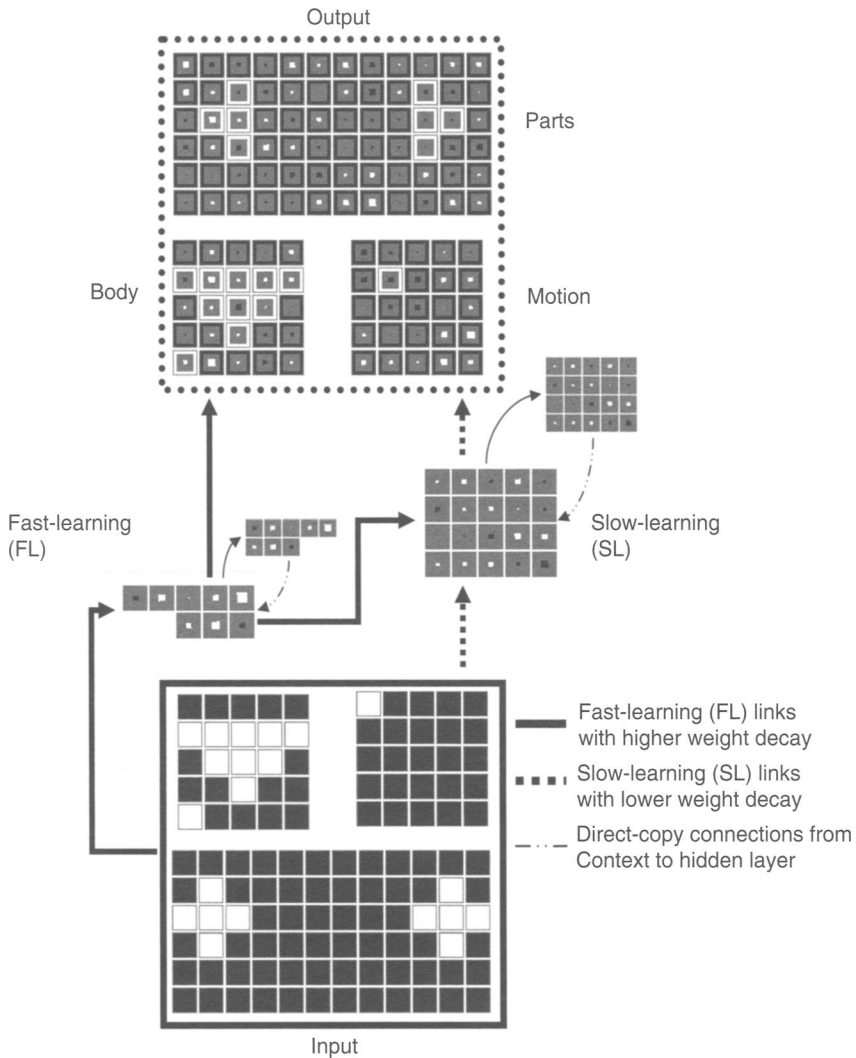 Output
Parts
Body
Motion
Fast-learning
(FL)
Slow-learning
(SL)
Fast-learning (FL) links
with higher weight decay
Slow-learning (SL) links
with lower weight decay
Direct-copy connections from
Context to hidden layer
Input